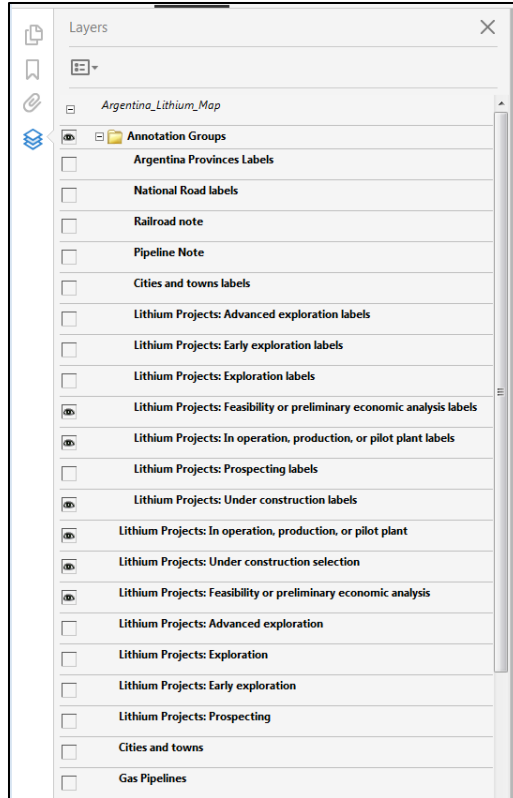 Layers
Argentina_Lithium_Map
Annotation Groups
Argentina Provinces Labels
National Road labels
Railroad note
Pipeline Note
Cities and towns labels
Lithium Projects: Advanced exploration labels
Lithium Projects: Early exploration labels
Lithium Projects: Exploration labels
Lithium Projects: Feasibility or preliminary economic analysis labels
Lithium Projects: In operation, production, or pilot plant labels
Lithium Projects: Prospecting labels
Lithium Projects: Under construction labels
Lithium Projects: In operation, production, or pilot plant
Lithium Projects: Under construction selection
Lithium Projects: Feasibility or preliminary economic analysis
Lithium Projects: Advanced exploration
Lithium Projects: Exploration
Lithium Projects: Early exploration
Lithium Projects: Prospecting
Cities and towns
Gas Pipelines